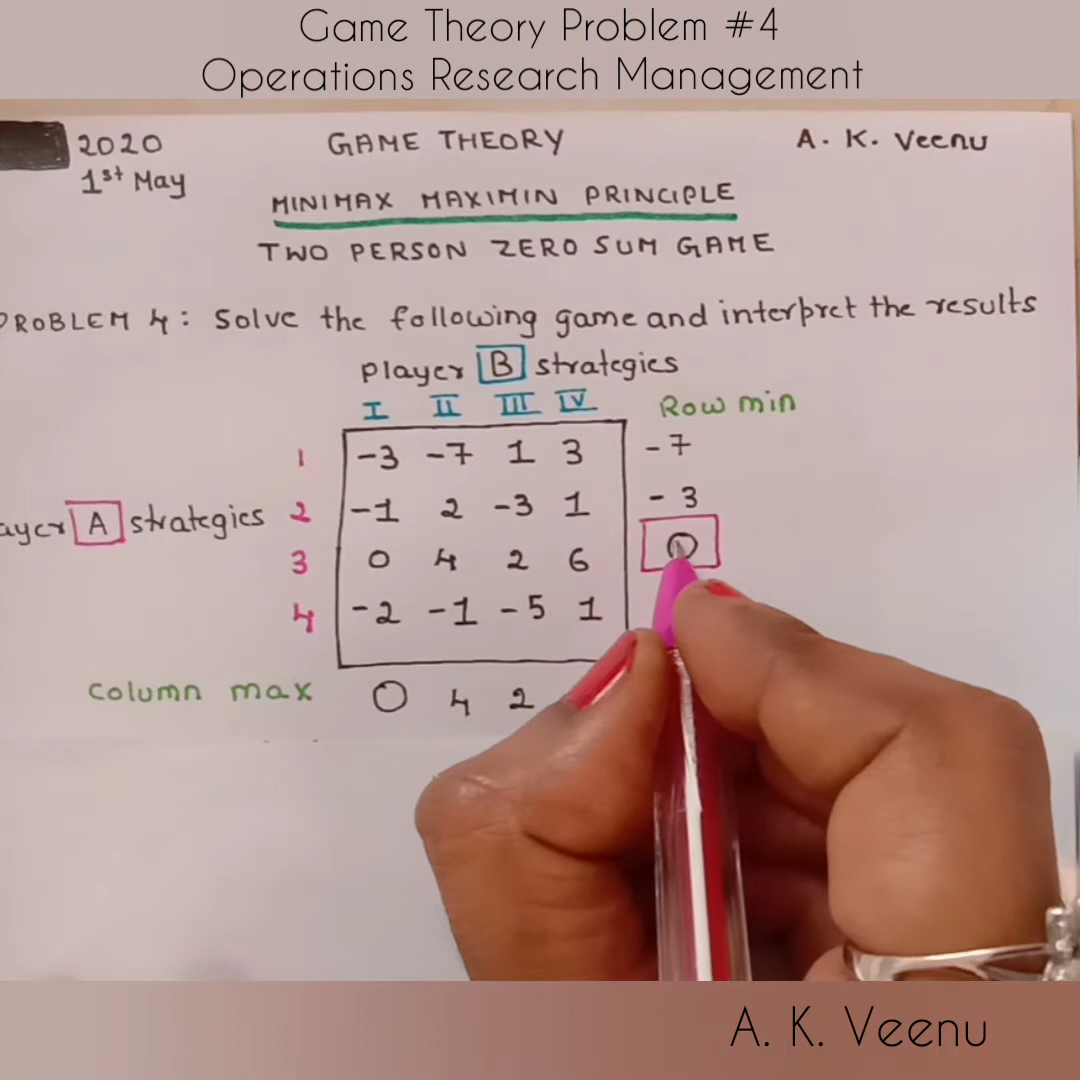 Game Theory Problem #4
Operations Research Management
2020 GAME THEORY A. K. Veenu
1st May
MINIMAX MAXIMIN PRINCIPLE
TWO PERSON ZERO SUM GAME
PROBLEM 4: Solve the following game and interpret the results
Player B strategies
I II III IV Row min
1 -3 -7 1 3 -7
2 -1 2 -3 1 -3
A strategies
3 0 4 2 6 0
4 -2 -1 -5 1
Column max 0 4 2
A. K. Veenu